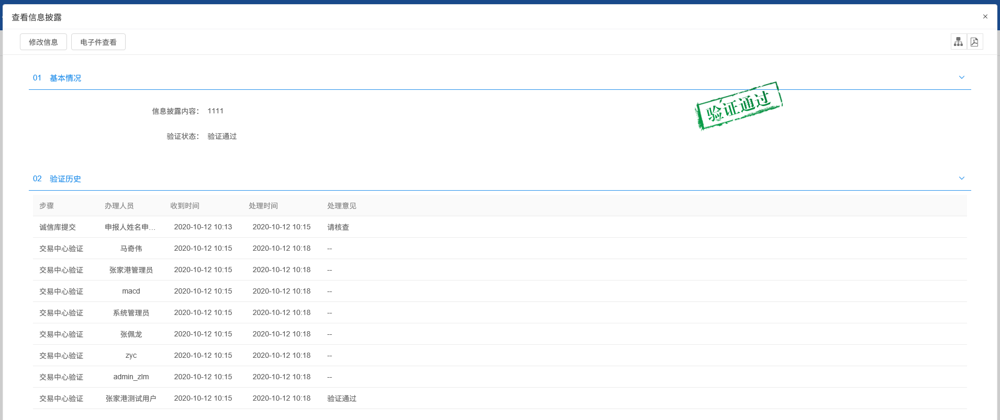 查看信息披露
×
修改信息 电子件查看
01 基本情况
信息披露内容： 1111
验证状态： 验证通过
验证通过
02 验证历史
步骤 办理人员 收到时间 处理时间 处理意见
诚信库提交 申报人姓名申... 2020-10-12 10:13 2020-10-12 10:15 请核查
交易中心验证 马奇伟 2020-10-12 10:15 2020-10-12 10:18 --
交易中心验证 张家港管理员 2020-10-12 10:15 2020-10-12 10:18 --
交易中心验证 macd 2020-10-12 10:15 2020-10-12 10:18 --
交易中心验证 系统管理员 2020-10-12 10:15 2020-10-12 10:18 --
交易中心验证 张佩龙 2020-10-12 10:15 2020-10-12 10:18 --
交易中心验证 zyc 2020-10-12 10:15 2020-10-12 10:18 --
交易中心验证 admin_zlm 2020-10-12 10:15 2020-10-12 10:18 --
交易中心验证 张家港测试用户 2020-10-12 10:15 2020-10-12 10:18 验证通过